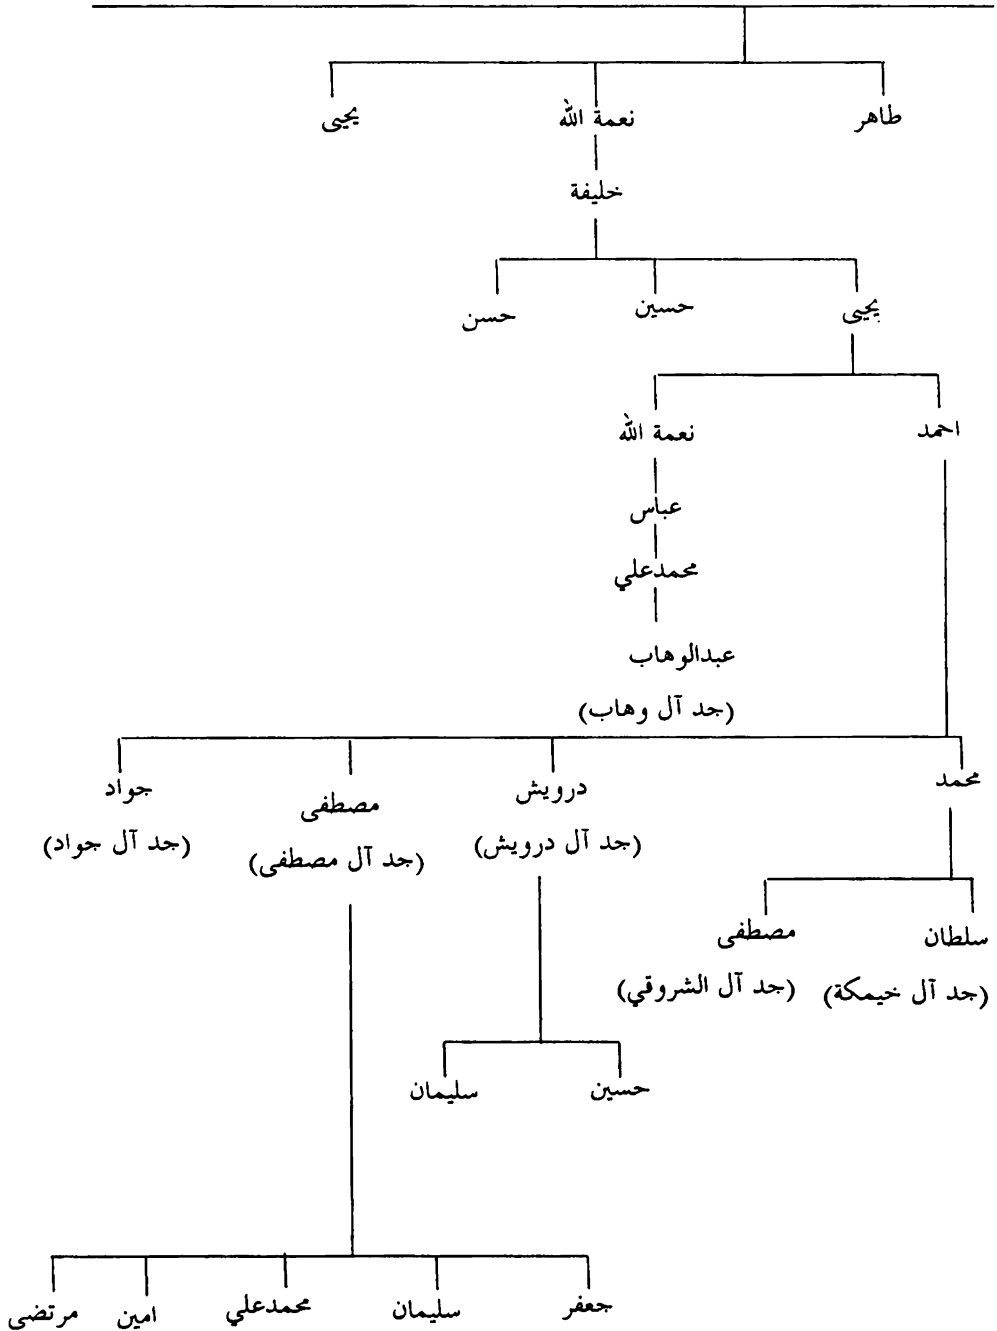 طاهر نعمة الله يحيى
خليفة
يحيى حسين حسن
احمد نعمة الله
عباس
محمدعلي
عبدالوهاب
(جد آل وهاب)
محمد درويش مصطفى جواد
(جد آل درويش) (جد آل مصطفى) (جد آل جواد)
سلطان مصطفى
(جد آل خيمكة) (جد آل الشروقي)
حسين سليمان
جعفر سليمان محمدعلي امين مرتضى